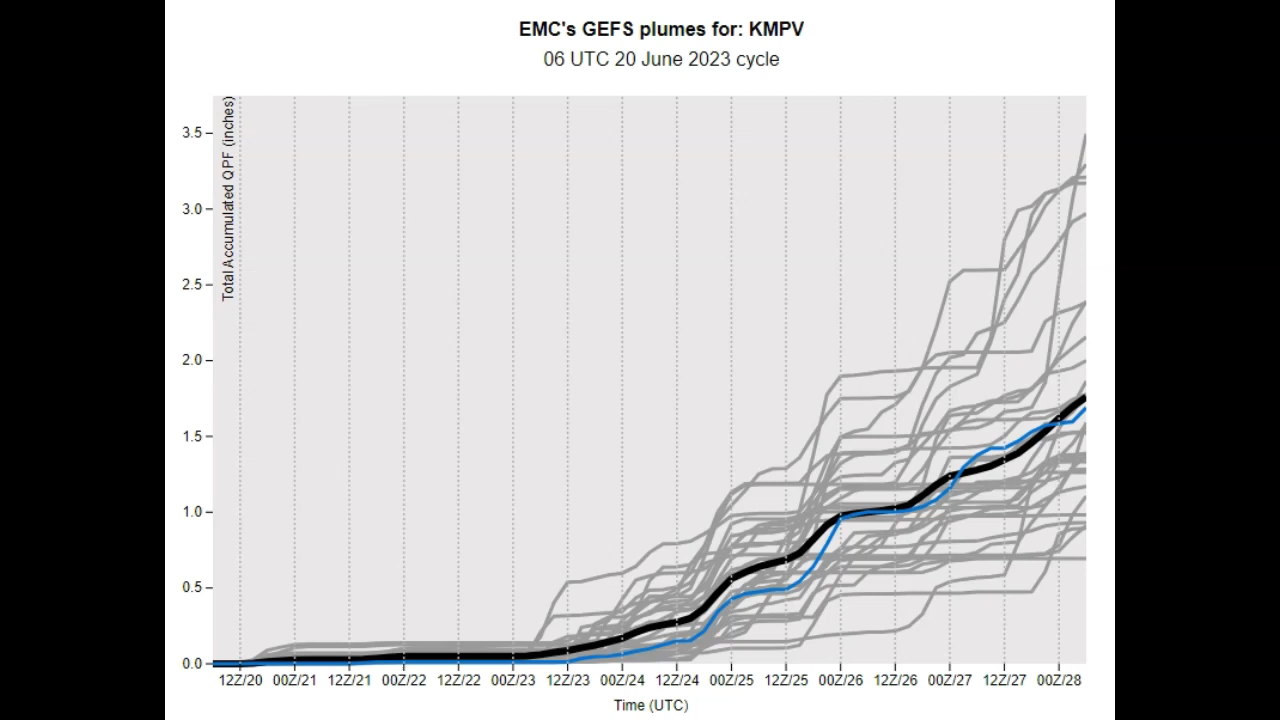 EMC's GEFS plumes for: KMPV
06 UTC 20 June 2023 cycle
Total Accumulated QPF (inches)
3.5
3.0
2.5
2.0
1.5
1.0
0.5
0.0
12Z/20 00Z/21 12Z/21 00Z/22 12Z/22 00Z/23 12Z/23 00Z/24 12Z/24 00Z/25 12Z/25 00Z/26 12Z/26 00Z/27 12Z/27 00Z/28
Time (UTC)